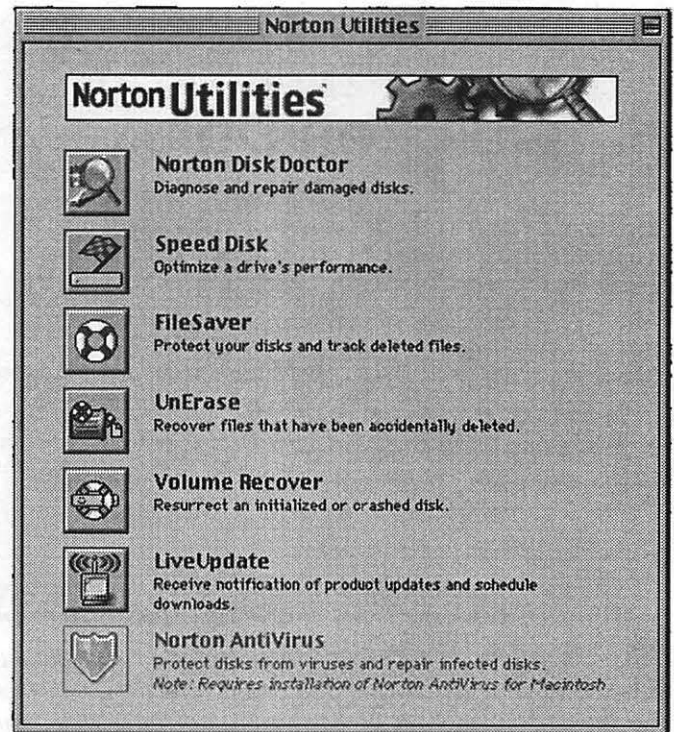 Norton Utilities
Norton Utilities
Norton Disk Doctor
Diagnose and repair damaged disks.
Speed Disk
Optimize a drive's performance.
FileSaver
Protect your disks and track deleted files.
UnErase
Recover files that have been accidentally deleted.
Volume Recover
Resurrect an initialized or crashed disk.
LiveUpdate
Receive notification of product updates and schedule
downloads.
Norton AntiVirus
Protect disks from viruses and repair infected disks.
Note: Requires installation of Norton AntiVirus for Macintosh